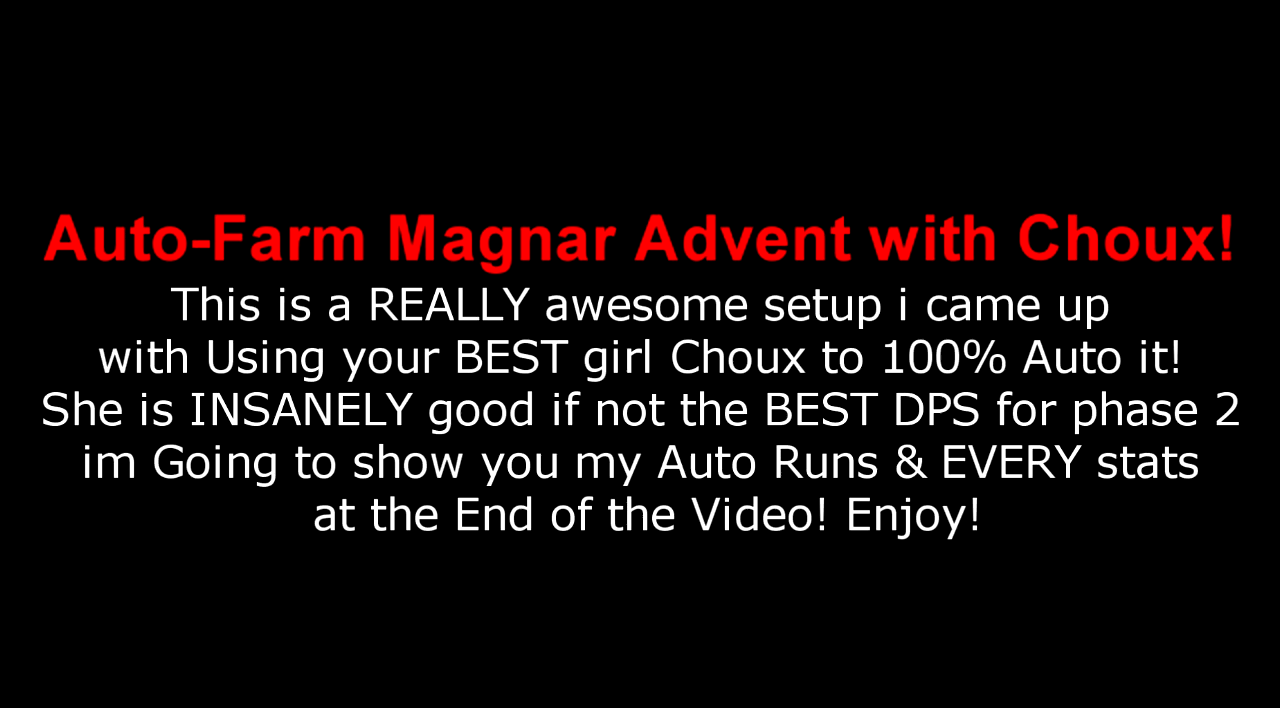 Auto-Farm Magnar Advent with Choux!
This is a REALLY awesome setup i came up
with Using your BEST girl Choux to 100% Auto it!
She is INSANELY good if not the BEST DPS for phase 2
im Going to show you my Auto Runs & EVERY stats
at the End of the Video! Enjoy!